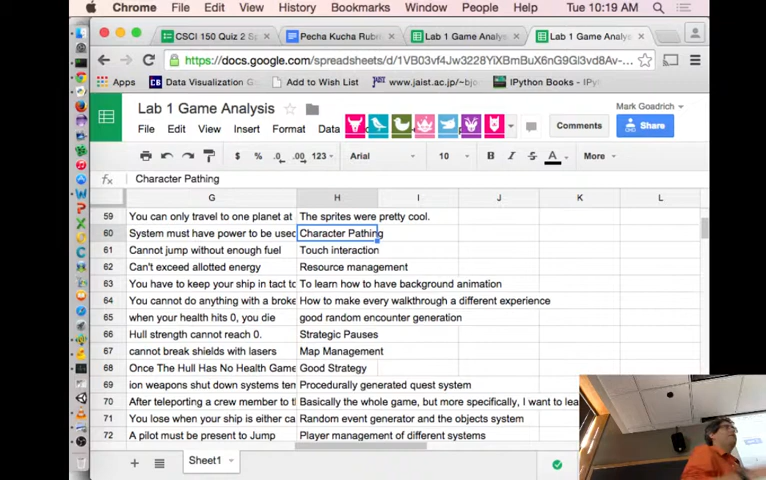 Chrome File Edit View History Bookmarks Window People Help Tue 10:19 AM
CSCI 150 Quiz 2 S Pecha Kucha Rubi Lab 1 Game Analys Lab 1 Game Analys
https://docs.google.com/spreadsheets/d/1VB03vf4Jw3228YiXBmBuX6nG9Gl3vd8Av-
Apps Data Visualization G Add to Wish List www.jaist.ac.jp/~bjo IPython Books - IPy
Lab 1 Game Analysis
Mark Goadrich
File Edit View Insert Format Data
Comments Share
$ % .0 .00 123 Arial 10 B I S A More
fx Character Pathing
G H I J K L
59 You can only travel to one planet at The sprites were pretty cool.
60 System must have power to be used Character Pathing
61 Cannot jump without enough fuel Touch interaction
62 Can't exceed allotted energy Resource management
63 You have to keep your ship in tact to To learn how to have background animation
64 You cannot do anything with a broke How to make every walkthrough a different experience
65 when your health hits 0, you die good random encounter generation
66 Hull strength cannot reach 0. Strategic Pauses
67 cannot break shields with lasers Map Management
68 Once The Hull Has No Health Game Good Strategy
69 ion weapons shut down systems ten Procedurally generated quest system
70 After teleporting a crew member to th Basically the whole game, but more specifically, I want to lea
71 You lose when your ship is either ca Random event generator and the objects system
72 A pilot must be present to Jump Player management of different systems
Sheet1